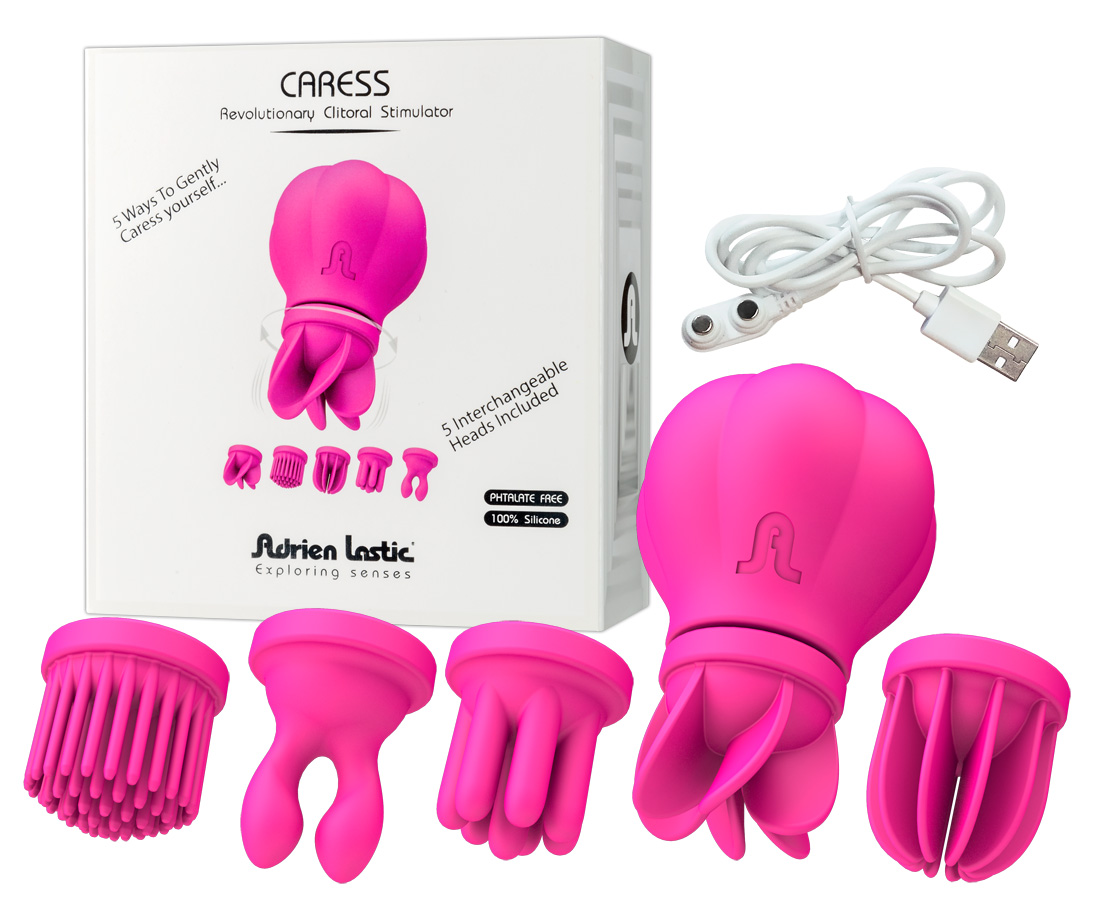 CARESS
Revolutionary Clitoral Stimulator
5 Ways To Gently
Caress yourself...
5 Interchangeable
Heads Included
PHTALATE FREE
100% Silicone
Adrien Lastic
Exploring senses